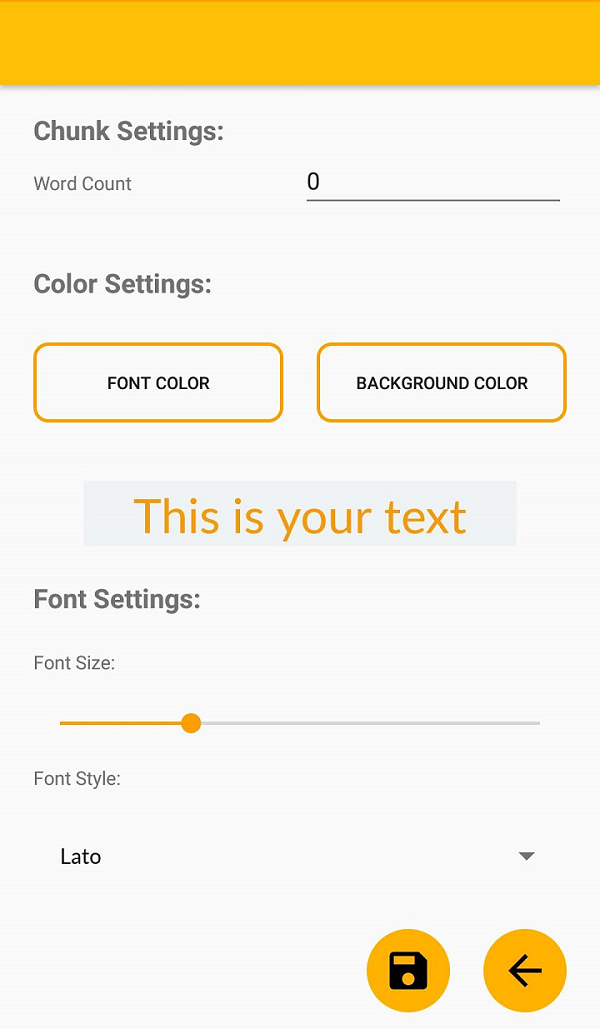 Chunk Settings:
Word Count 0
Color Settings:
FONT COLOR BACKGROUND COLOR
This is your text
Font Settings:
Font Size:
Font Style:
Lato